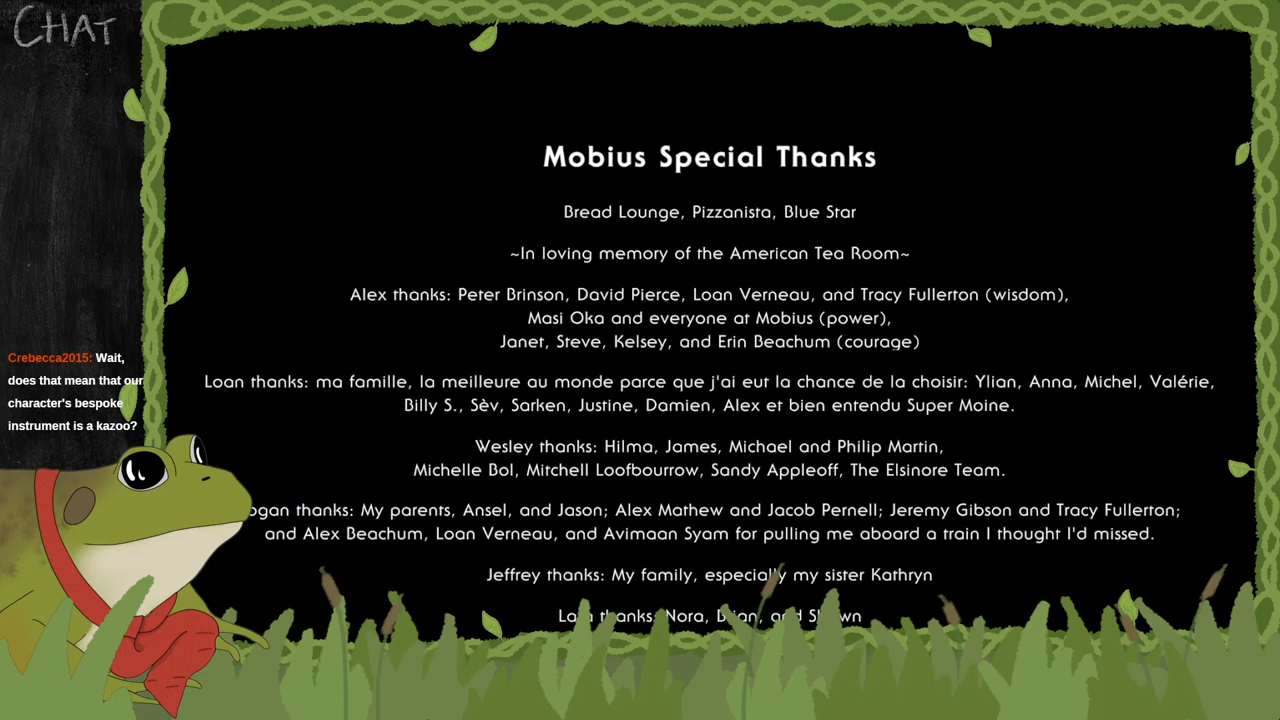 CHAT
Crebecca2015: Wait,
does that mean that our
character's bespoke
instrument is a kazoo?
Mobius Special Thanks
Bread Lounge, Pizzanista, Blue Star
~In loving memory of the American Tea Room~
Alex thanks: Peter Brinson, David Pierce, Loan Verneau, and Tracy Fullerton (wisdom),
Masi Oka and everyone at Mobius (power),
Janet, Steve, Kelsey, and Erin Beachum (courage)
Loan thanks: ma famille, la meilleure au monde parce que j'ai eut la chance de la choisir: Ylian, Anna, Michel, Valérie,
Billy S., Sèv, Sarken, Justine, Damien, Alex et bien entendu Super Moine.
Wesley thanks: Hilma, James, Michael and Philip Martin,
Michelle Bol, Mitchell Loofbourrow, Sandy Appleoff, The Elsinore Team.
thanks: My parents, Ansel, and Jason; Alex Mathew and Jacob Pernell; Jeremy Gibson and Tracy Fullerton;
and Alex Beachum, Loan Verneau, and Avimaan Syam for pulling me aboard a train I thought I'd missed.
Jeffrey thanks: My family, especially my sister Kathryn
thanks: Nora, and